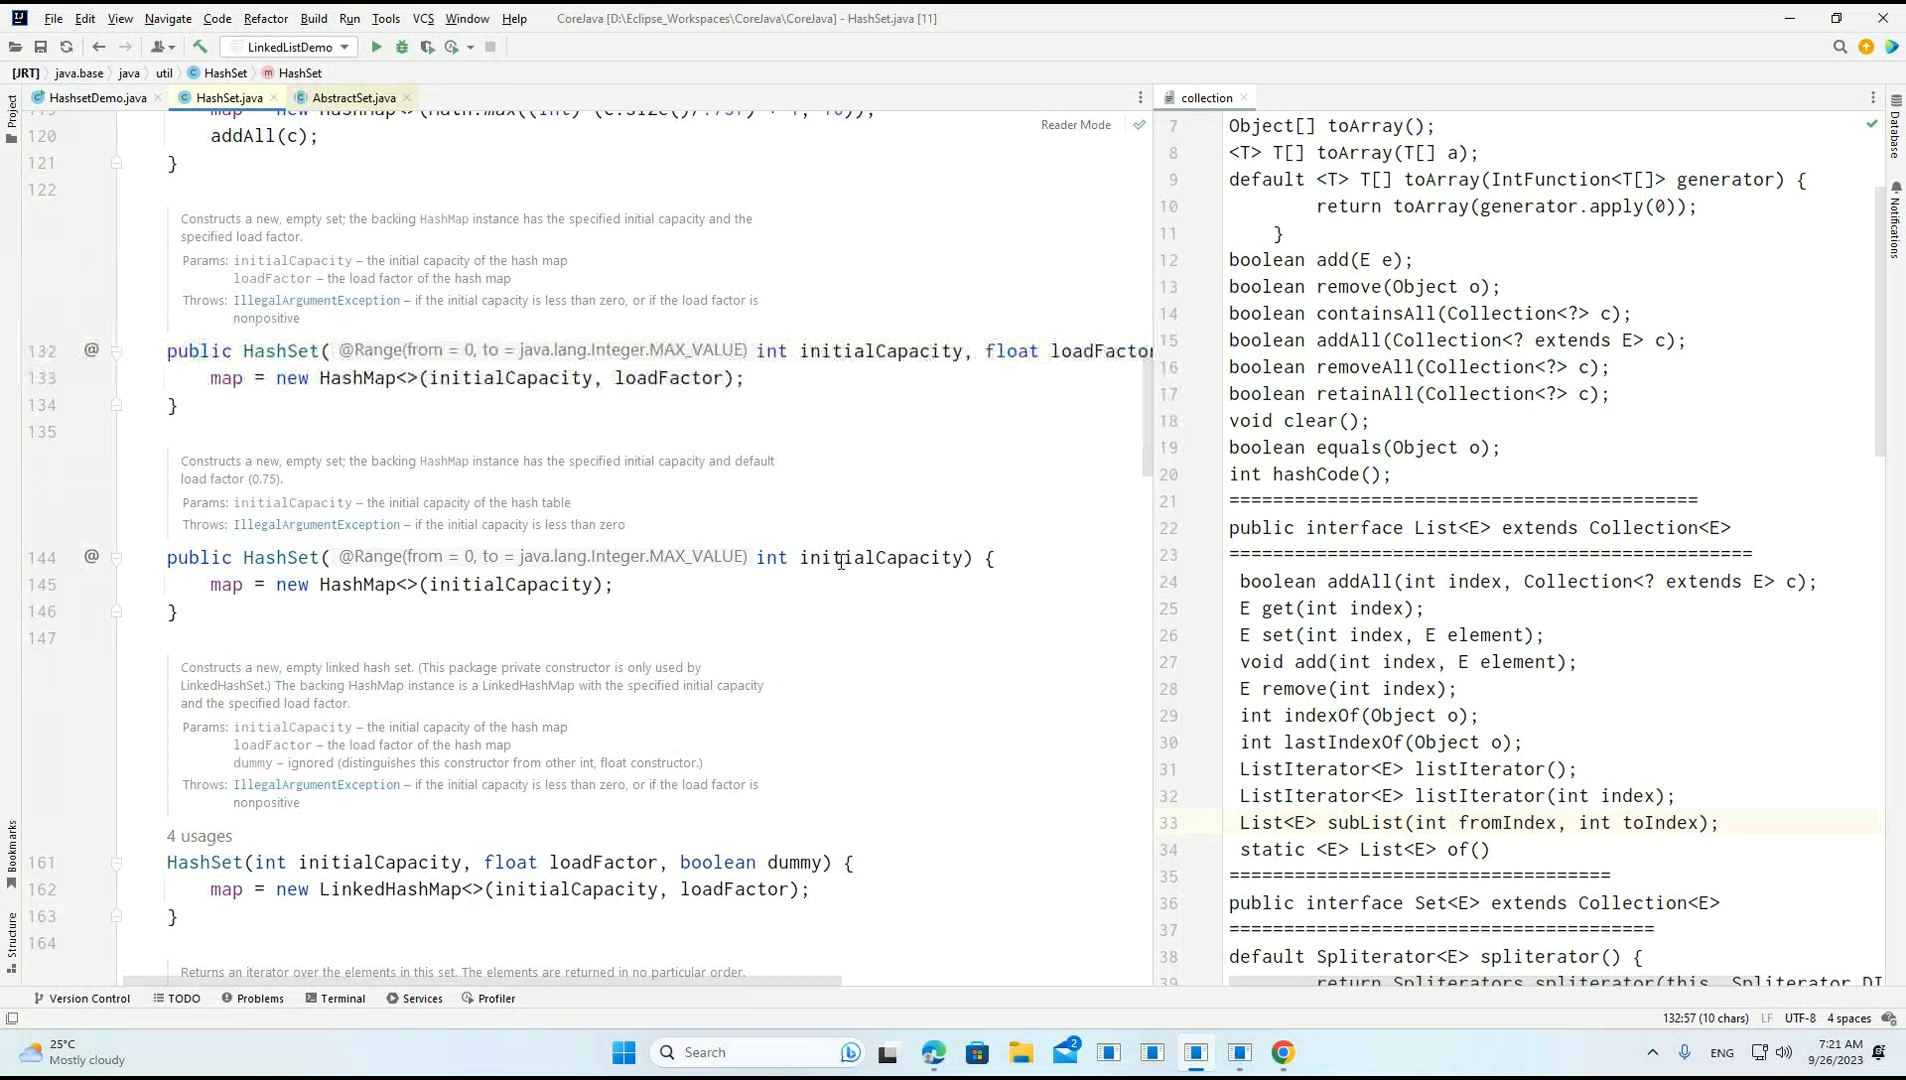 File Edit View Navigate Code Refactor Build Run Tools VCS Window Help CoreJava [D:\Eclipse_Workspaces\CoreJava\CoreJava] - HashSet.java [11]
LinkedListDemo
[JRT] java.base java util HashSet HashSet
HashsetDemo.java HashSet.java AbstractSet.java
Reader Mode
120 addAll(c);
121 }
122
Constructs a new, empty set; the backing HashMap instance has the specified initial capacity and the
specified load factor.
Params: initialCapacity – the initial capacity of the hash map
loadFactor – the load factor of the hash map
Throws: IllegalArgumentException – if the initial capacity is less than zero, or if the load factor is
nonpositive
132 @ public HashSet( @Range(from = 0, to = java.lang.Integer.MAX_VALUE) int initialCapacity, float loadFactor
133 map = new HashMap<>(initialCapacity, loadFactor);
134 }
135
Constructs a new, empty set; the backing HashMap instance has the specified initial capacity and default
load factor (0.75).
Params: initialCapacity – the initial capacity of the hash table
Throws: IllegalArgumentException – if the initial capacity is less than zero
144 @ public HashSet( @Range(from = 0, to = java.lang.Integer.MAX_VALUE) int initialCapacity) {
145 map = new HashMap<>(initialCapacity);
146 }
147
Constructs a new, empty linked hash set. (This package private constructor is only used by
LinkedHashSet.) The backing HashMap instance is a LinkedHashMap with the specified initial capacity
and the specified load factor.
Params: initialCapacity – the initial capacity of the hash map
loadFactor – the load factor of the hash map
dummy – ignored (distinguishes this constructor from other int, float constructor.)
Throws: IllegalArgumentException – if the initial capacity is less than zero, or if the load factor is
nonpositive
4 usages
161 HashSet(int initialCapacity, float loadFactor, boolean dummy) {
162 map = new LinkedHashMap<>(initialCapacity, loadFactor);
163 }
164
Returns an iterator over the elements in this set. The elements are returned in no particular order.
collection
7 Object[] toArray();
8 <T> T[] toArray(T[] a);
9 default <T> T[] toArray(IntFunction<T[]> generator) {
10 return toArray(generator.apply(0));
11 }
12 boolean add(E e);
13 boolean remove(Object o);
14 boolean containsAll(Collection<?> c);
15 boolean addAll(Collection<? extends E> c);
16 boolean removeAll(Collection<?> c);
17 boolean retainAll(Collection<?> c);
18 void clear();
19 boolean equals(Object o);
20 int hashCode();
21 ===========================================
22 public interface List<E> extends Collection<E>
23 ================================================
24 boolean addAll(int index, Collection<? extends E> c);
25 E get(int index);
26 E set(int index, E element);
27 void add(int index, E element);
28 E remove(int index);
29 int indexOf(Object o);
30 int lastIndexOf(Object o);
31 ListIterator<E> listIterator();
32 ListIterator<E> listIterator(int index);
33 List<E> subList(int fromIndex, int toIndex);
34 static <E> List<E> of()
35 ===================================
36 public interface Set<E> extends Collection<E>
37 =======================================
38 default Spliterator<E> spliterator() {
39 return Spliterators.spliterator(this, Spliterator.DI
Project
Bookmarks
Structure
Database
Notifications
Version Control TODO Problems Terminal Services Profiler
132:57 (10 chars) LF UTF-8 4 spaces
25°C
Mostly cloudy
Search
2
ENG
7:21 AM
9/26/2023